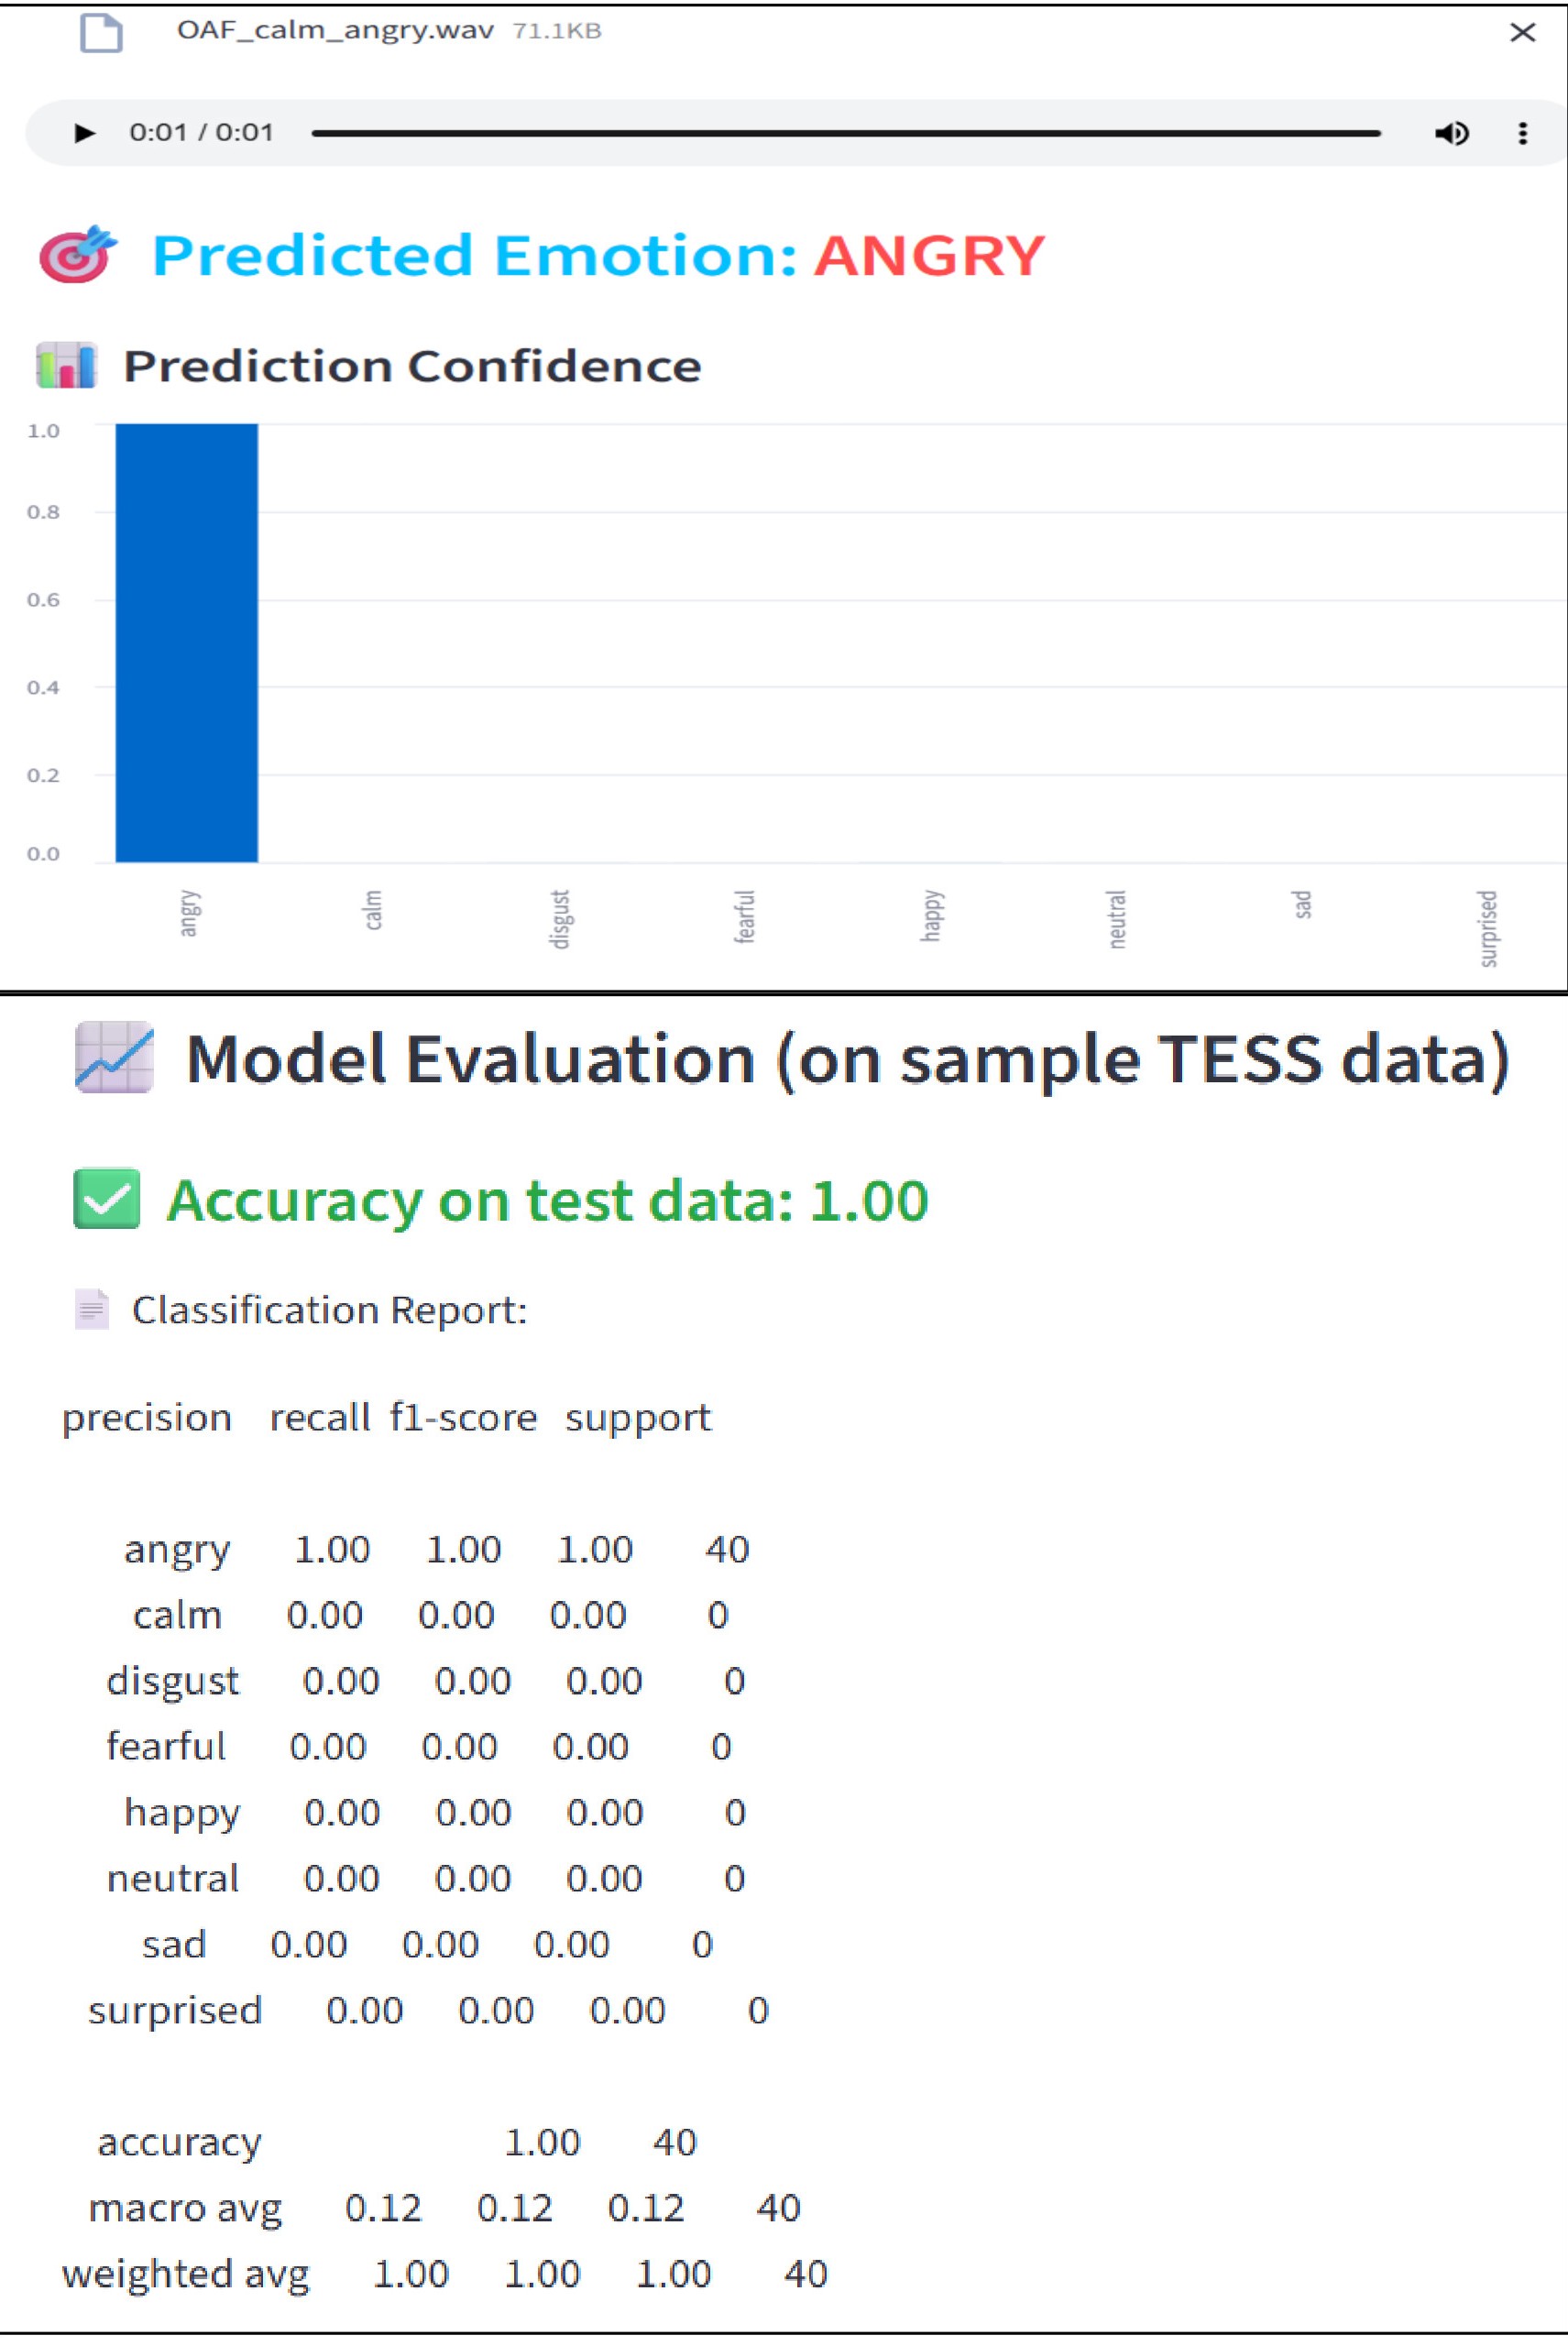 OAF_calm_angry.wav 71.1KB
0:01 / 0:01
Predicted Emotion: ANGRY
Prediction Confidence
1.0
0.8
0.6
0.4
0.2
0.0
angry calm disgust fearful happy neutral sad surprised
Model Evaluation (on sample TESS data)
Accuracy on test data: 1.00
Classification Report:
precision recall f1-score support
angry 1.00 1.00 1.00 40
calm 0.00 0.00 0.00 0
disgust 0.00 0.00 0.00 0
fearful 0.00 0.00 0.00 0
happy 0.00 0.00 0.00 0
neutral 0.00 0.00 0.00 0
sad 0.00 0.00 0.00 0
surprised 0.00 0.00 0.00 0
accuracy 1.00 40
macro avg 0.12 0.12 0.12 40
weighted avg 1.00 1.00 1.00 40